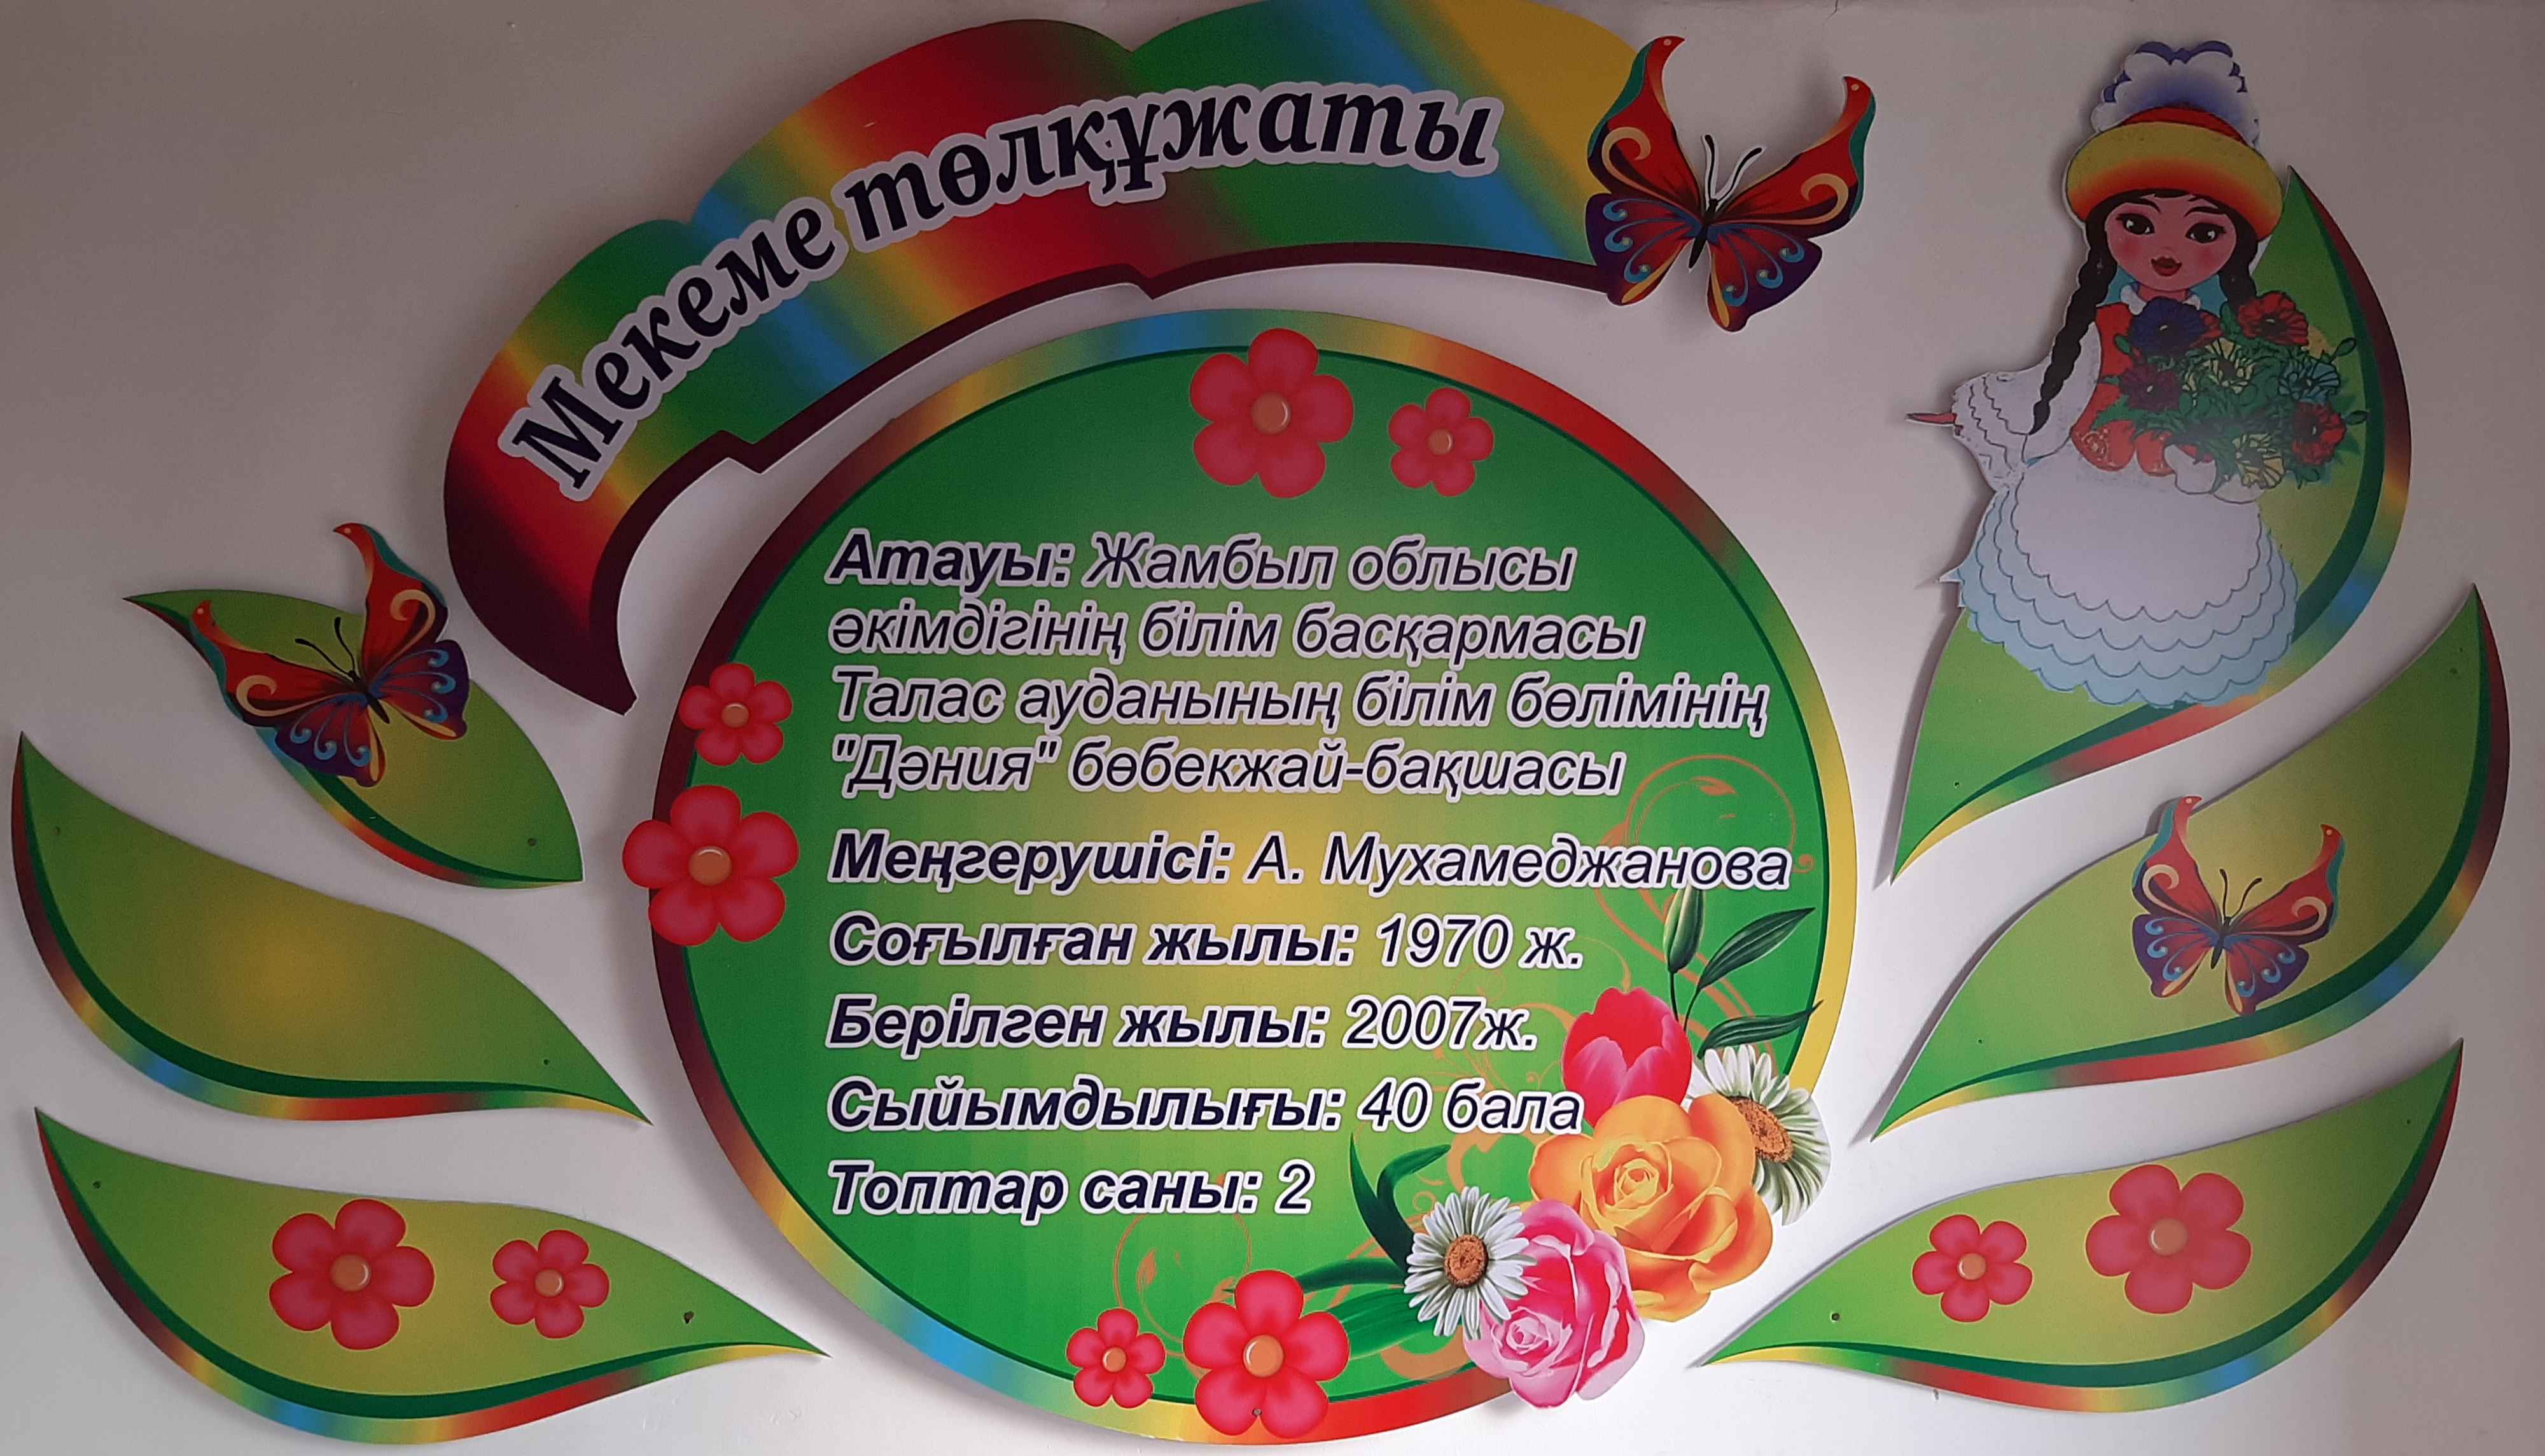 Мекеме төлқұжаты
Атауы: Жамбыл облысы
әкімдігінің білім басқармасы
Талас ауданының білім бөлімінің
"Дәния" бөбекжай-бақшасы
Меңгерушісі: А. Мухамеджанова
Соғылған жылы: 1970 ж.
Берілген жылы: 2007ж.
Сыйымдылығы: 40 бала
Топтар саны: 2